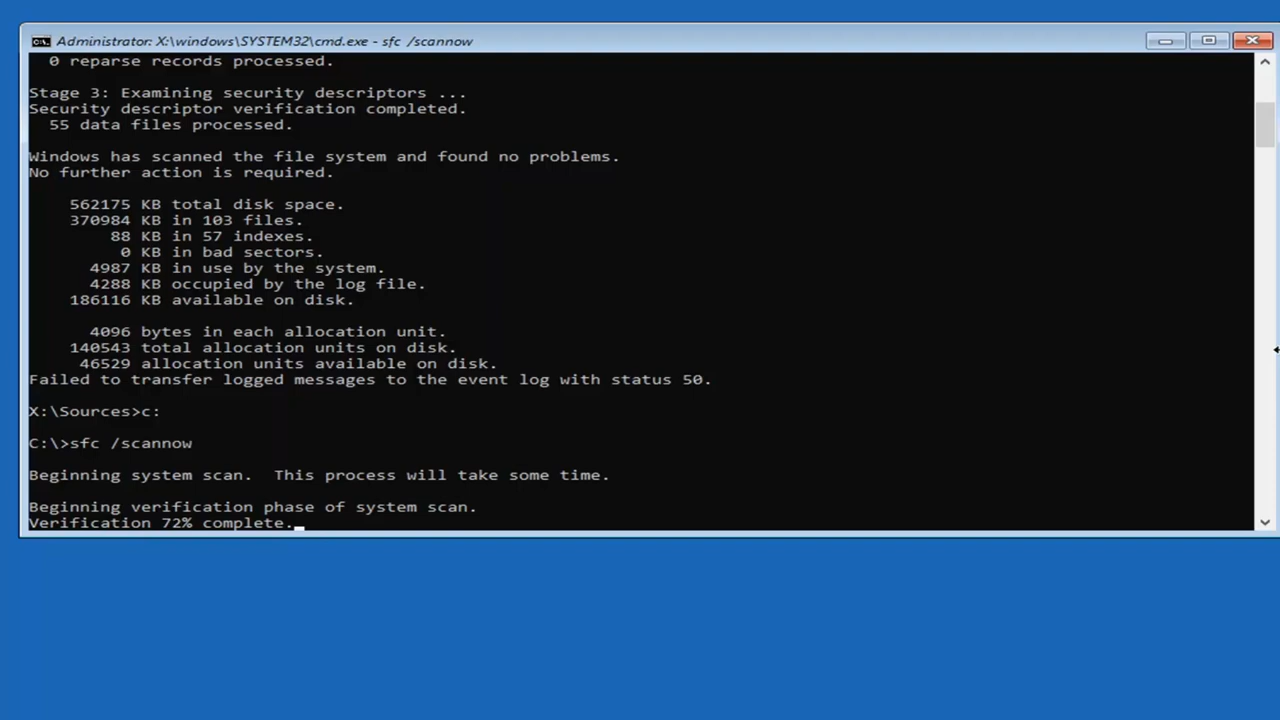 Administrator: X:\windows\SYSTEM32\cmd.exe - sfc /scannow
0 reparse records processed.
Stage 3: Examining security descriptors ...
Security descriptor verification completed.
55 data files processed.
Windows has scanned the file system and found no problems.
No further action is required.
562175 KB total disk space.
370984 KB in 103 files.
88 KB in 57 indexes.
0 KB in bad sectors.
4987 KB in use by the system.
4288 KB occupied by the log file.
186116 KB available on disk.
4096 bytes in each allocation unit.
140543 total allocation units on disk.
46529 allocation units available on disk.
Failed to transfer logged messages to the event log with status 50.
X:\Sources>c:
C:\>sfc /scannow
Beginning system scan.  This process will take some time.
Beginning verification phase of system scan.
Verification 72% complete.